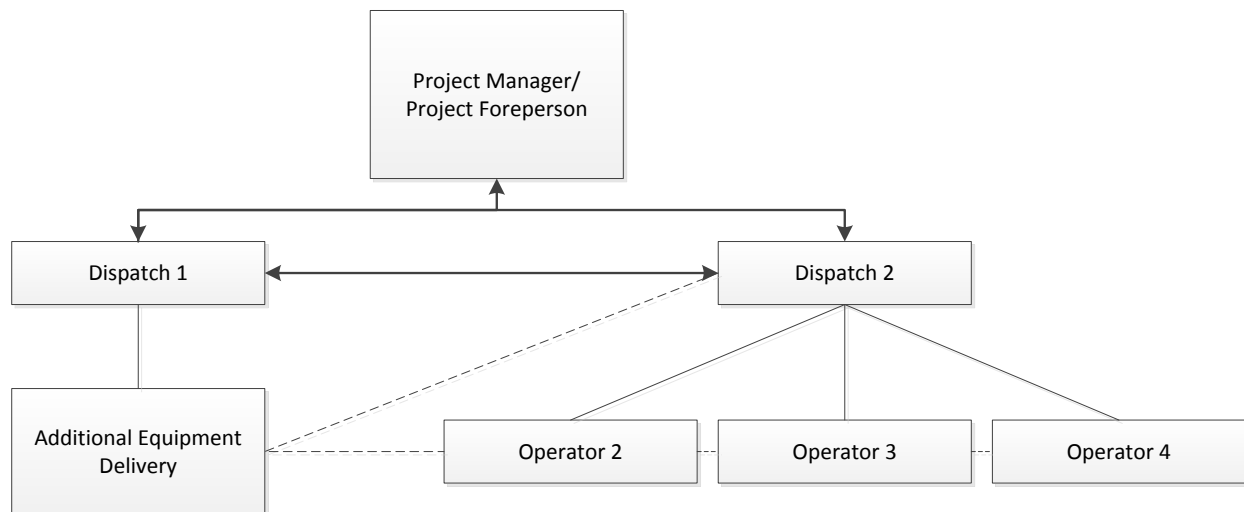 Project Manager/
Project Foreperson
Dispatch 1
Dispatch 2
Additional Equipment
Delivery
Operator 2
Operator 3
Operator 4